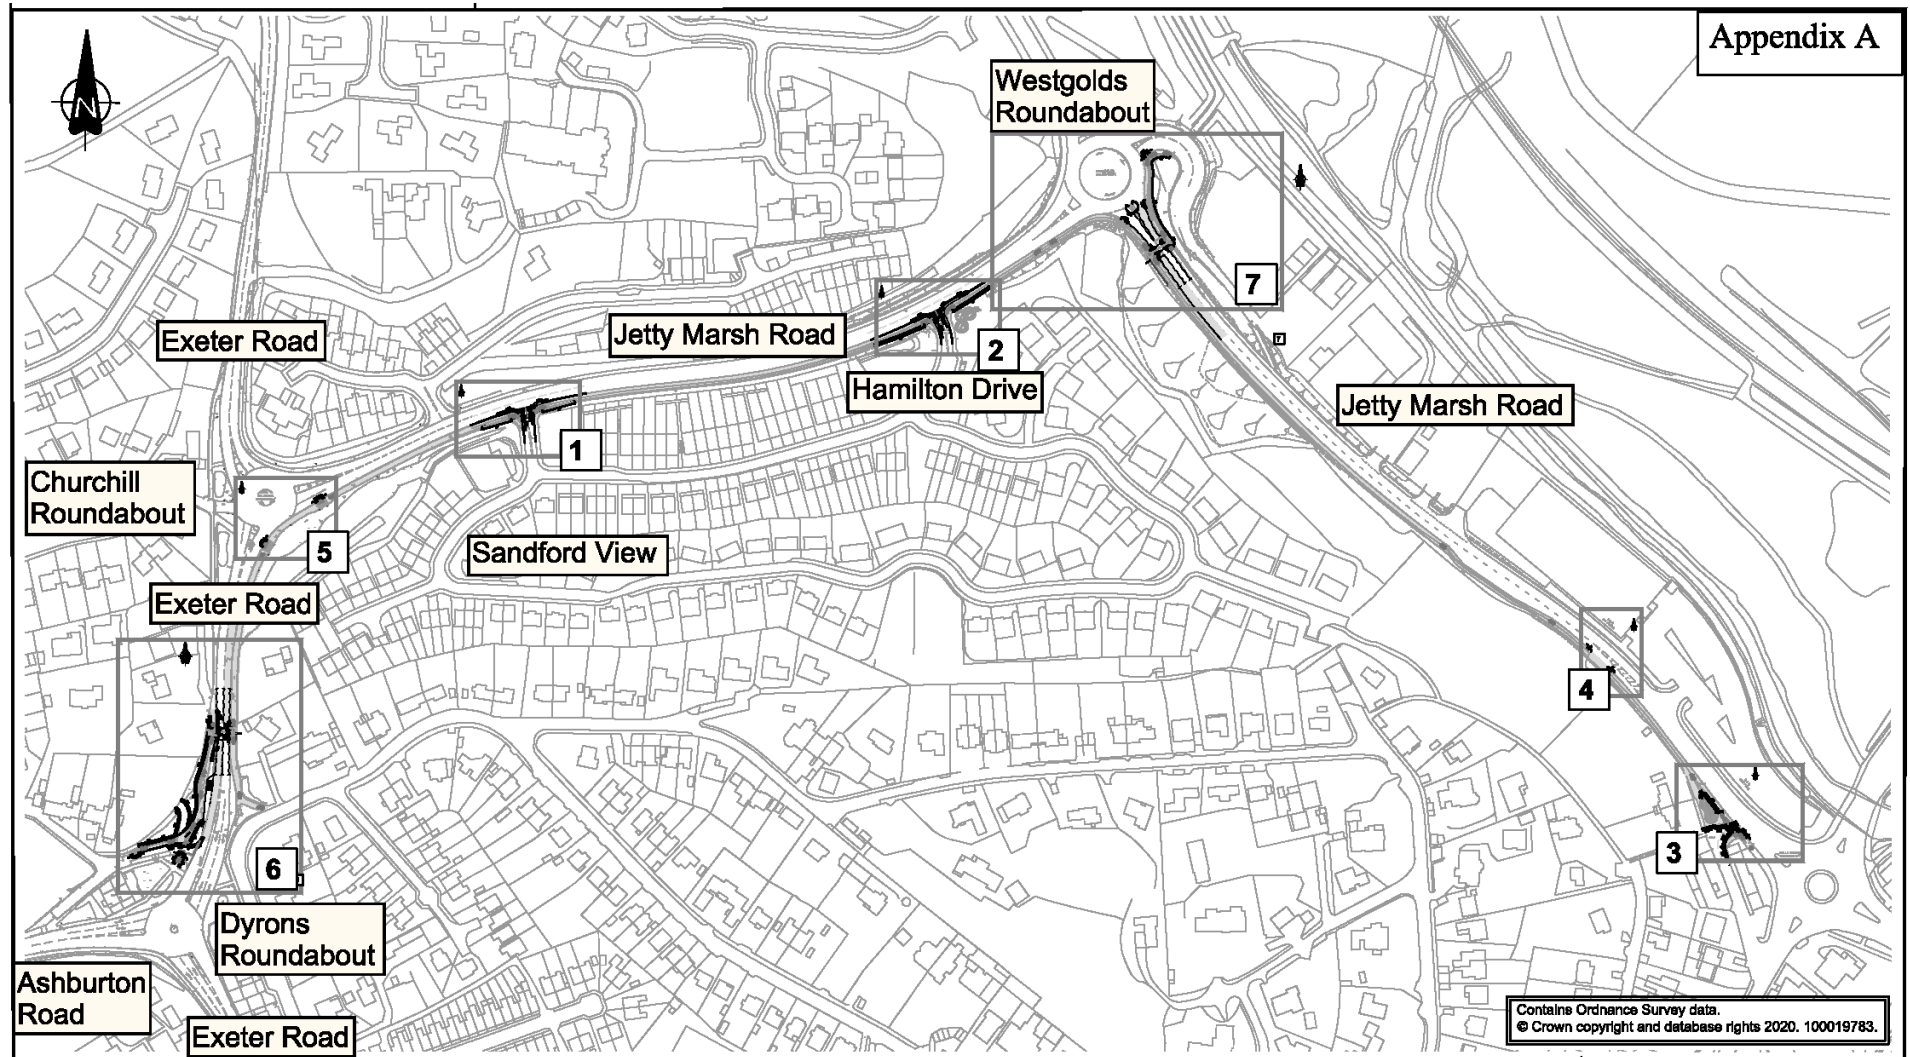 Appendix A
N
Westgolds
Roundabout
7
Exeter Road
Jetty Marsh Road
2
Hamilton Drive
Jetty Marsh Road
1
Churchill
Roundabout
5
Sandford View
Exeter Road
4
3
6
Dyrons
Roundabout
Ashburton
Road
Exeter Road
Contains Ordnance Survey data.
© Crown copyright and database rights 2020. 100019783.